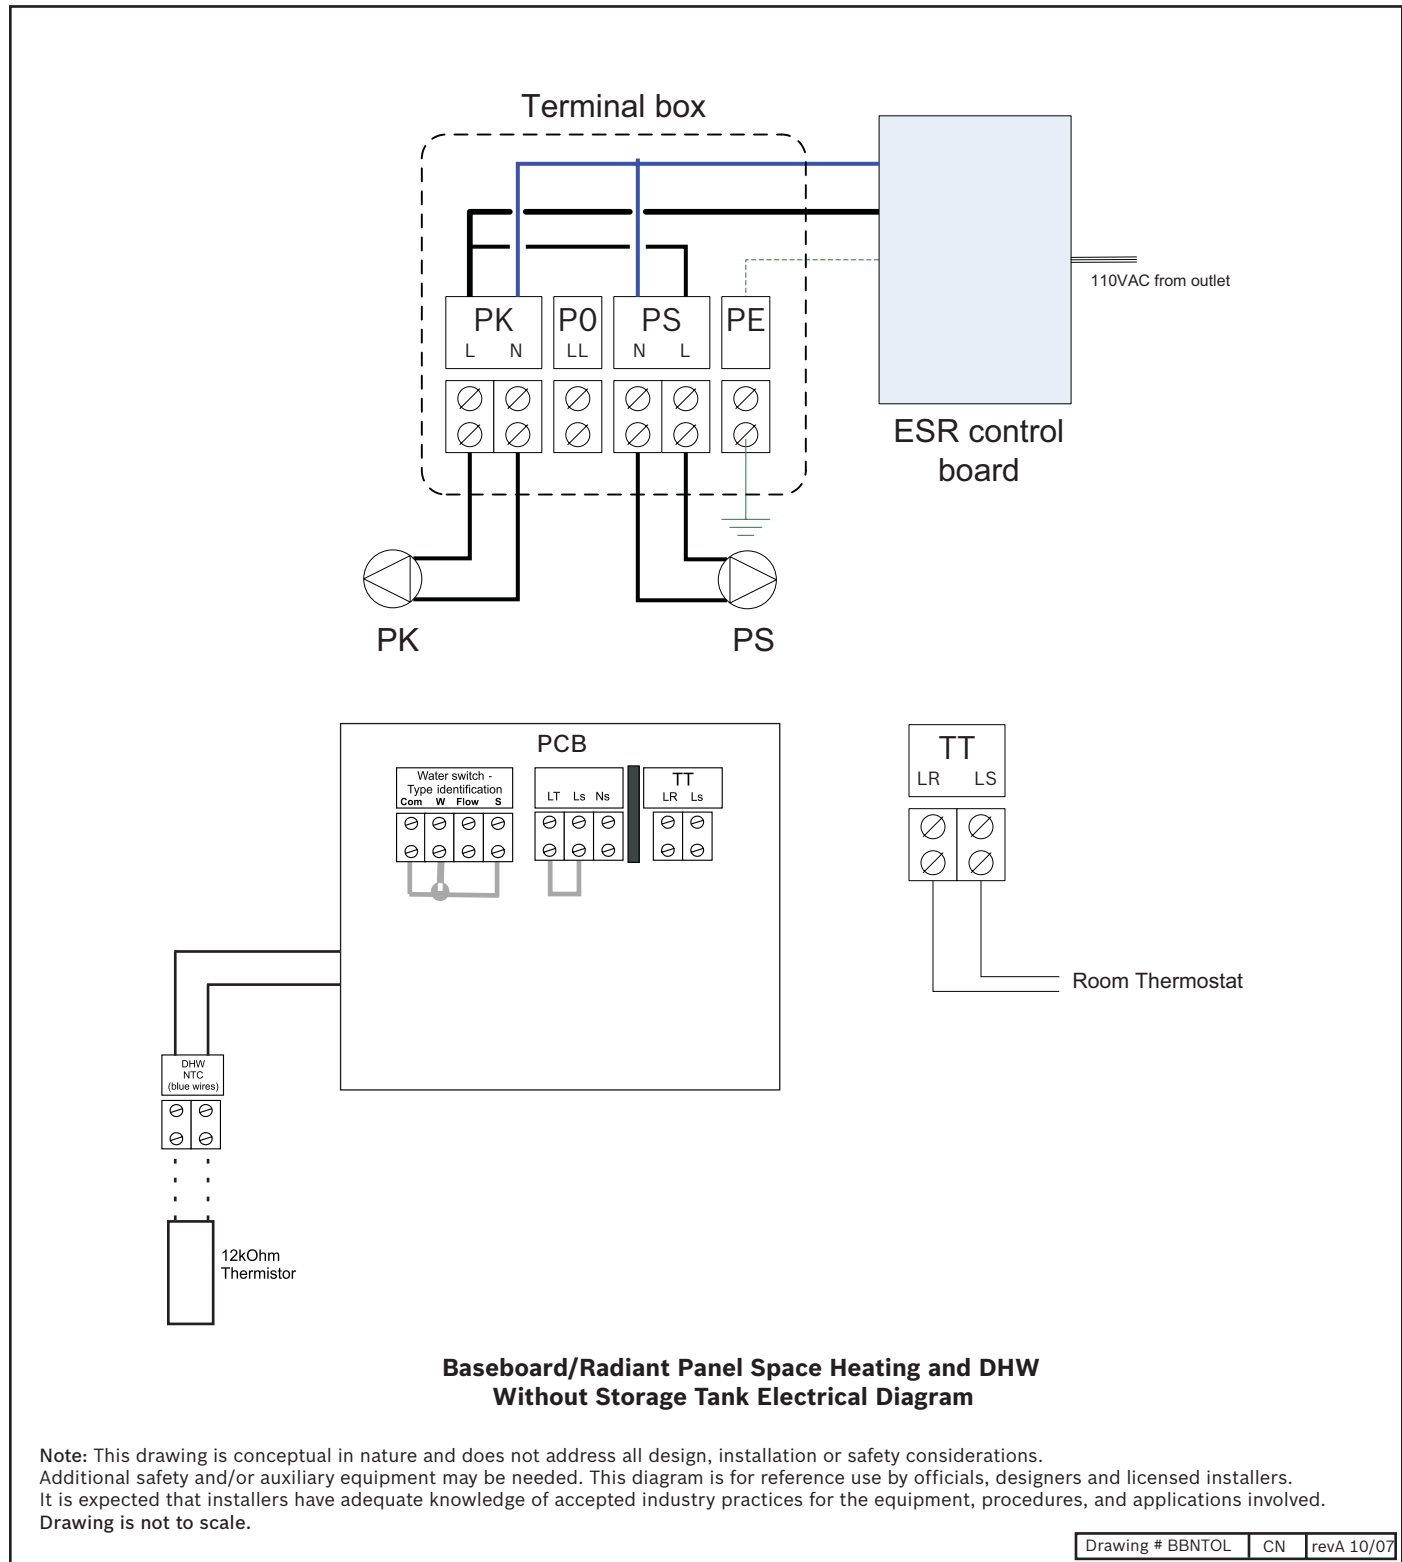 Terminal box
PK
L N
PO
LL
PS
N L
PE
110VAC from outlet
ESR control
board
PK
PS
PCB
Water switch -
Type identification
Com W Flow S
LT Ls Ns
TT
LR Ls
TT
LR LS
Room Thermostat
DHW
NTC
(blue wires)
12kOhm
Thermistor
Baseboard/Radiant Panel Space Heating and DHW
Without Storage Tank Electrical Diagram
Note: This drawing is conceptual in nature and does not address all design, installation or safety considerations.
Additional safety and/or auxiliary equipment may be needed. This diagram is for reference use by officials, designers and licensed installers.
It is expected that installers have adequate knowledge of accepted industry practices for the equipment, procedures, and applications involved.
Drawing is not to scale.
Drawing # BBNTOL CN revA 10/07